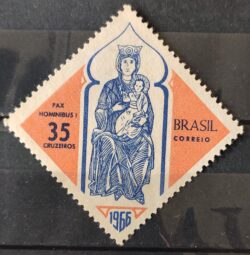 PAX
HOMINIBUS!
35
CRUZEIROS
BRASIL
CORREIO
1966